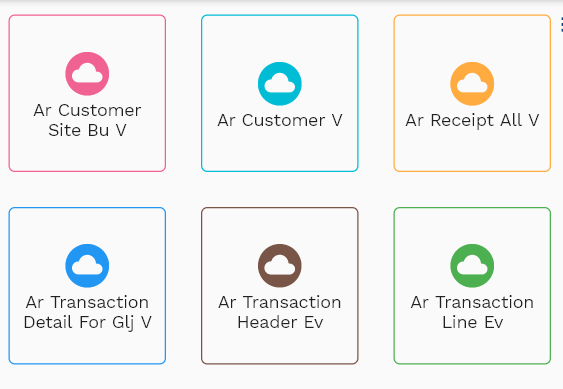 Ar Customer
Site Bu V
Ar Customer V
Ar Receipt All V
Ar Transaction
Detail For Glj V
Ar Transaction
Header Ev
Ar Transaction
Line Ev